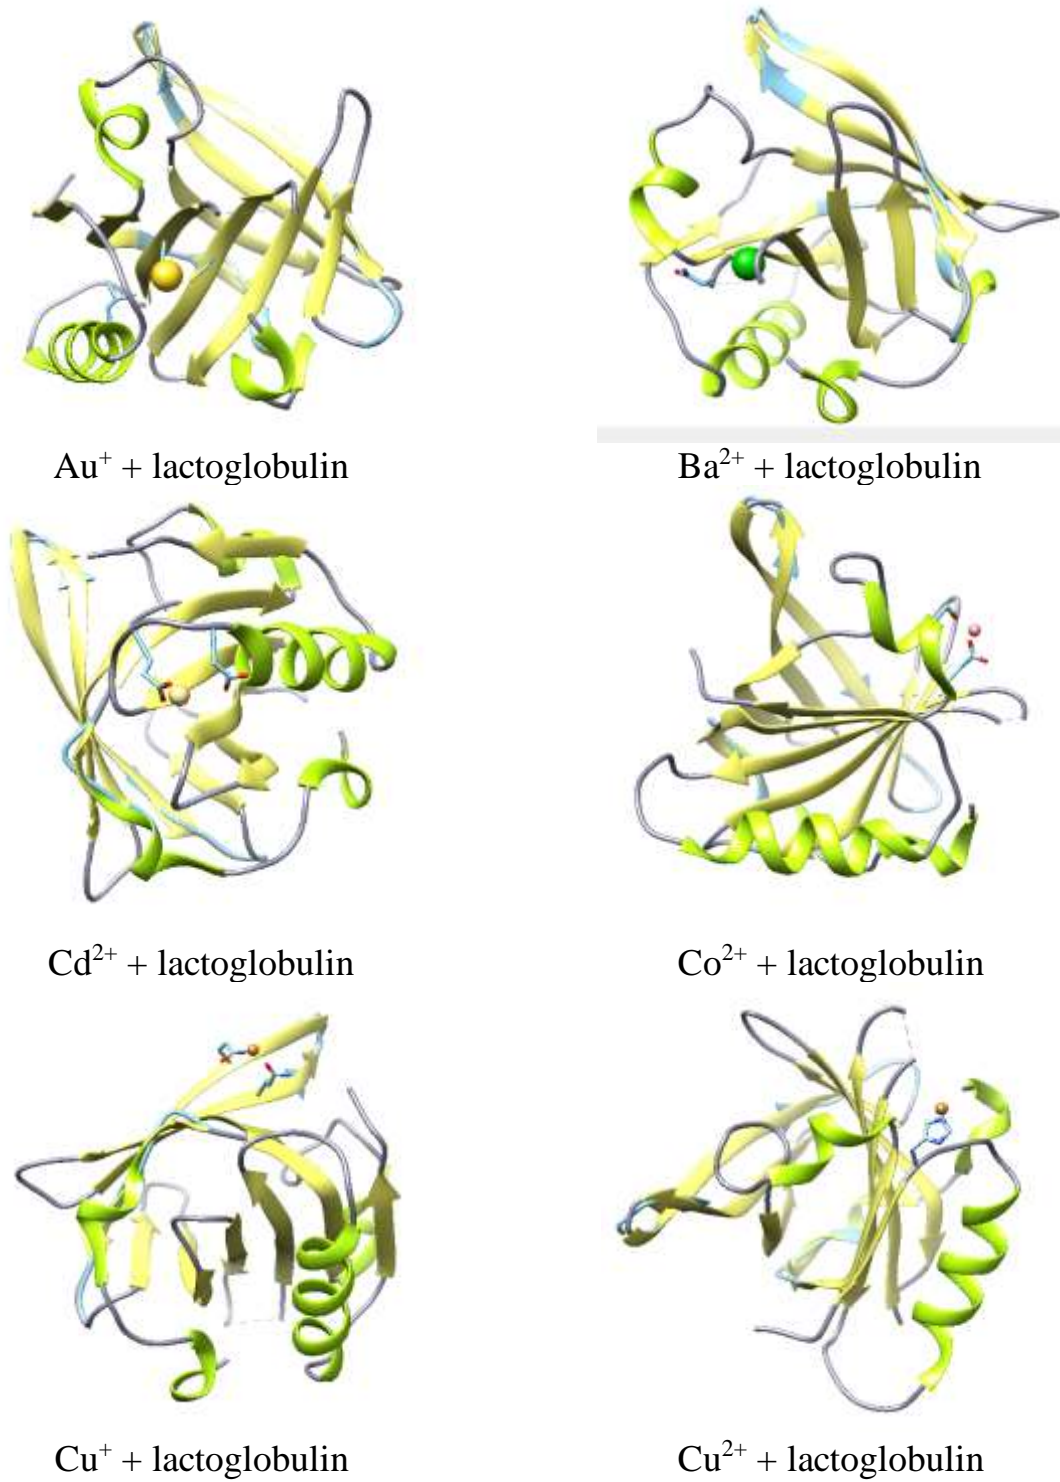 Au⁺ + lactoglobulin
Ba²⁺ + lactoglobulin
Cd²⁺ + lactoglobulin
Co²⁺ + lactoglobulin
Cu⁺ + lactoglobulin
Cu²⁺ + lactoglobulin